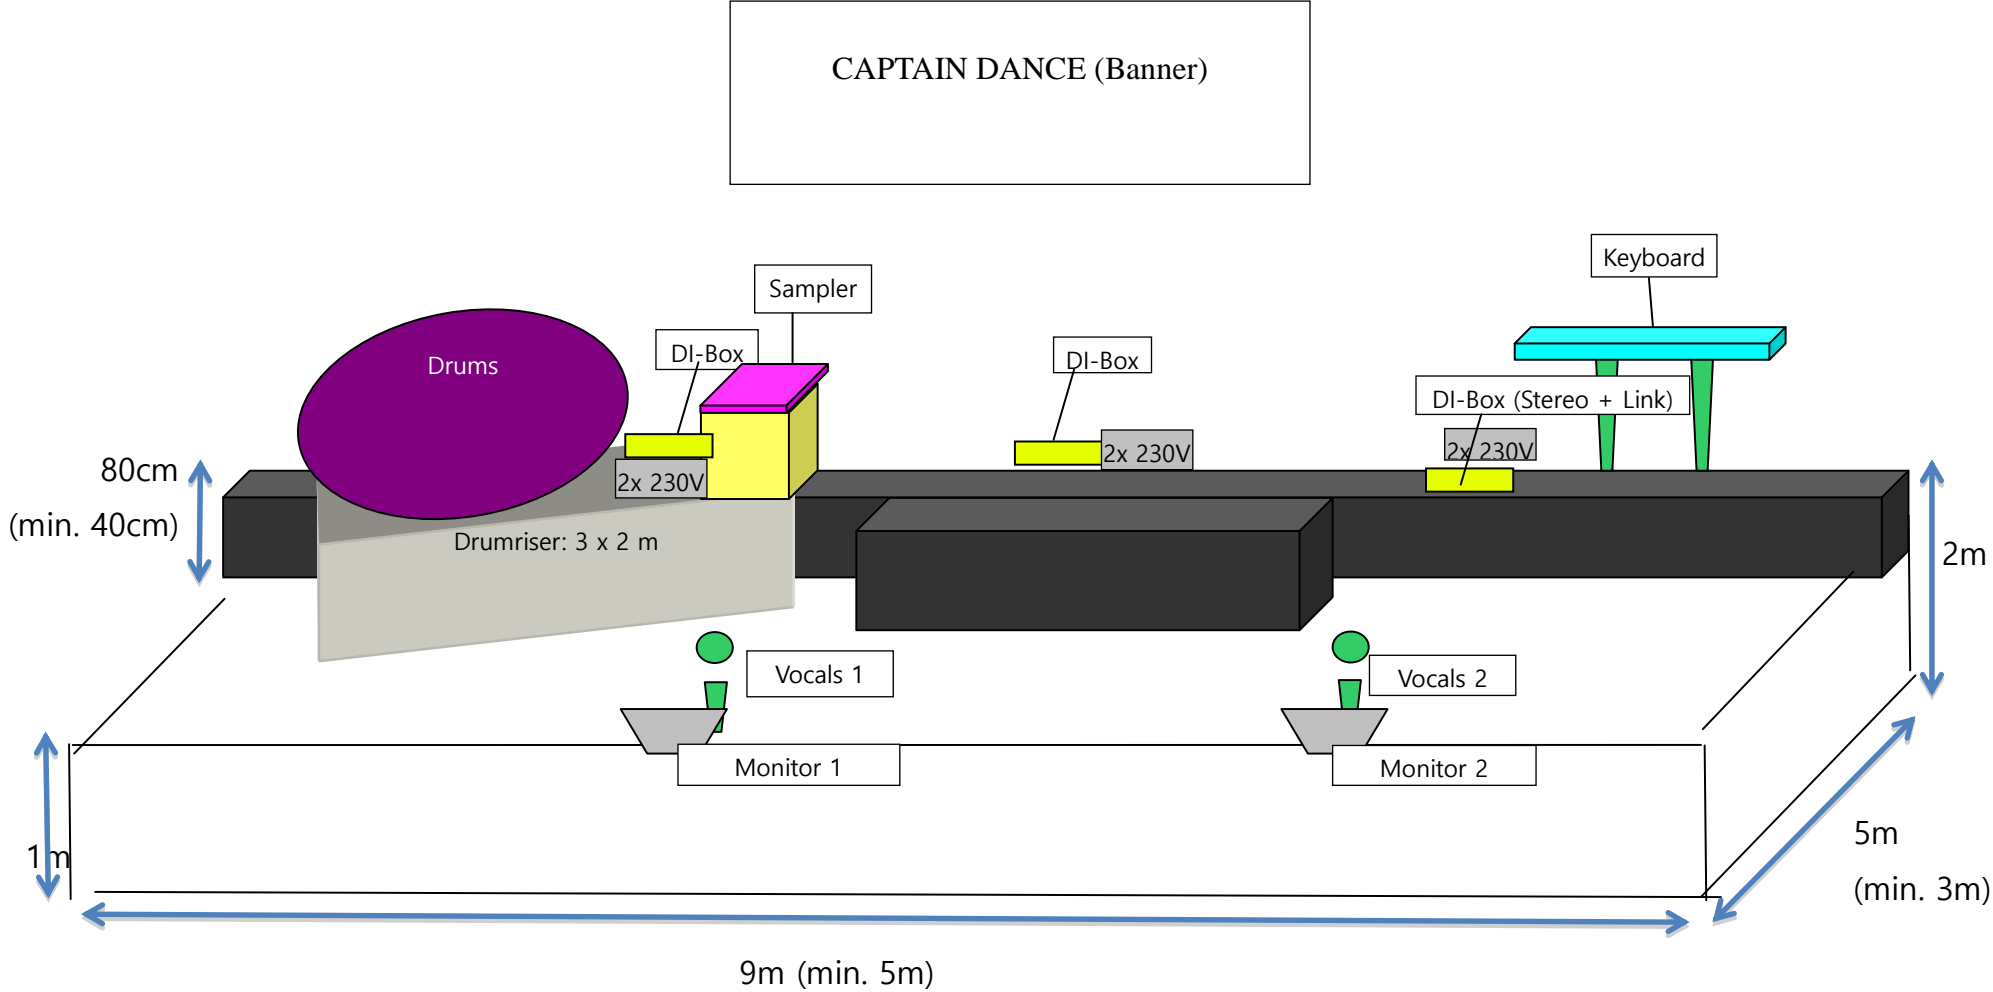 CAPTAIN DANCE (Banner)
Keyboard
Sampler
DI-Box
DI-Box
Drums
DI-Box (Stereo + Link)
2x 230V
2x 230V
2x 230V
80cm
(min. 40cm)
Drumriser: 3 x 2 m
2m
Vocals 1
Vocals 2
Monitor 1
Monitor 2
1m
5m
(min. 3m)
9m (min. 5m)